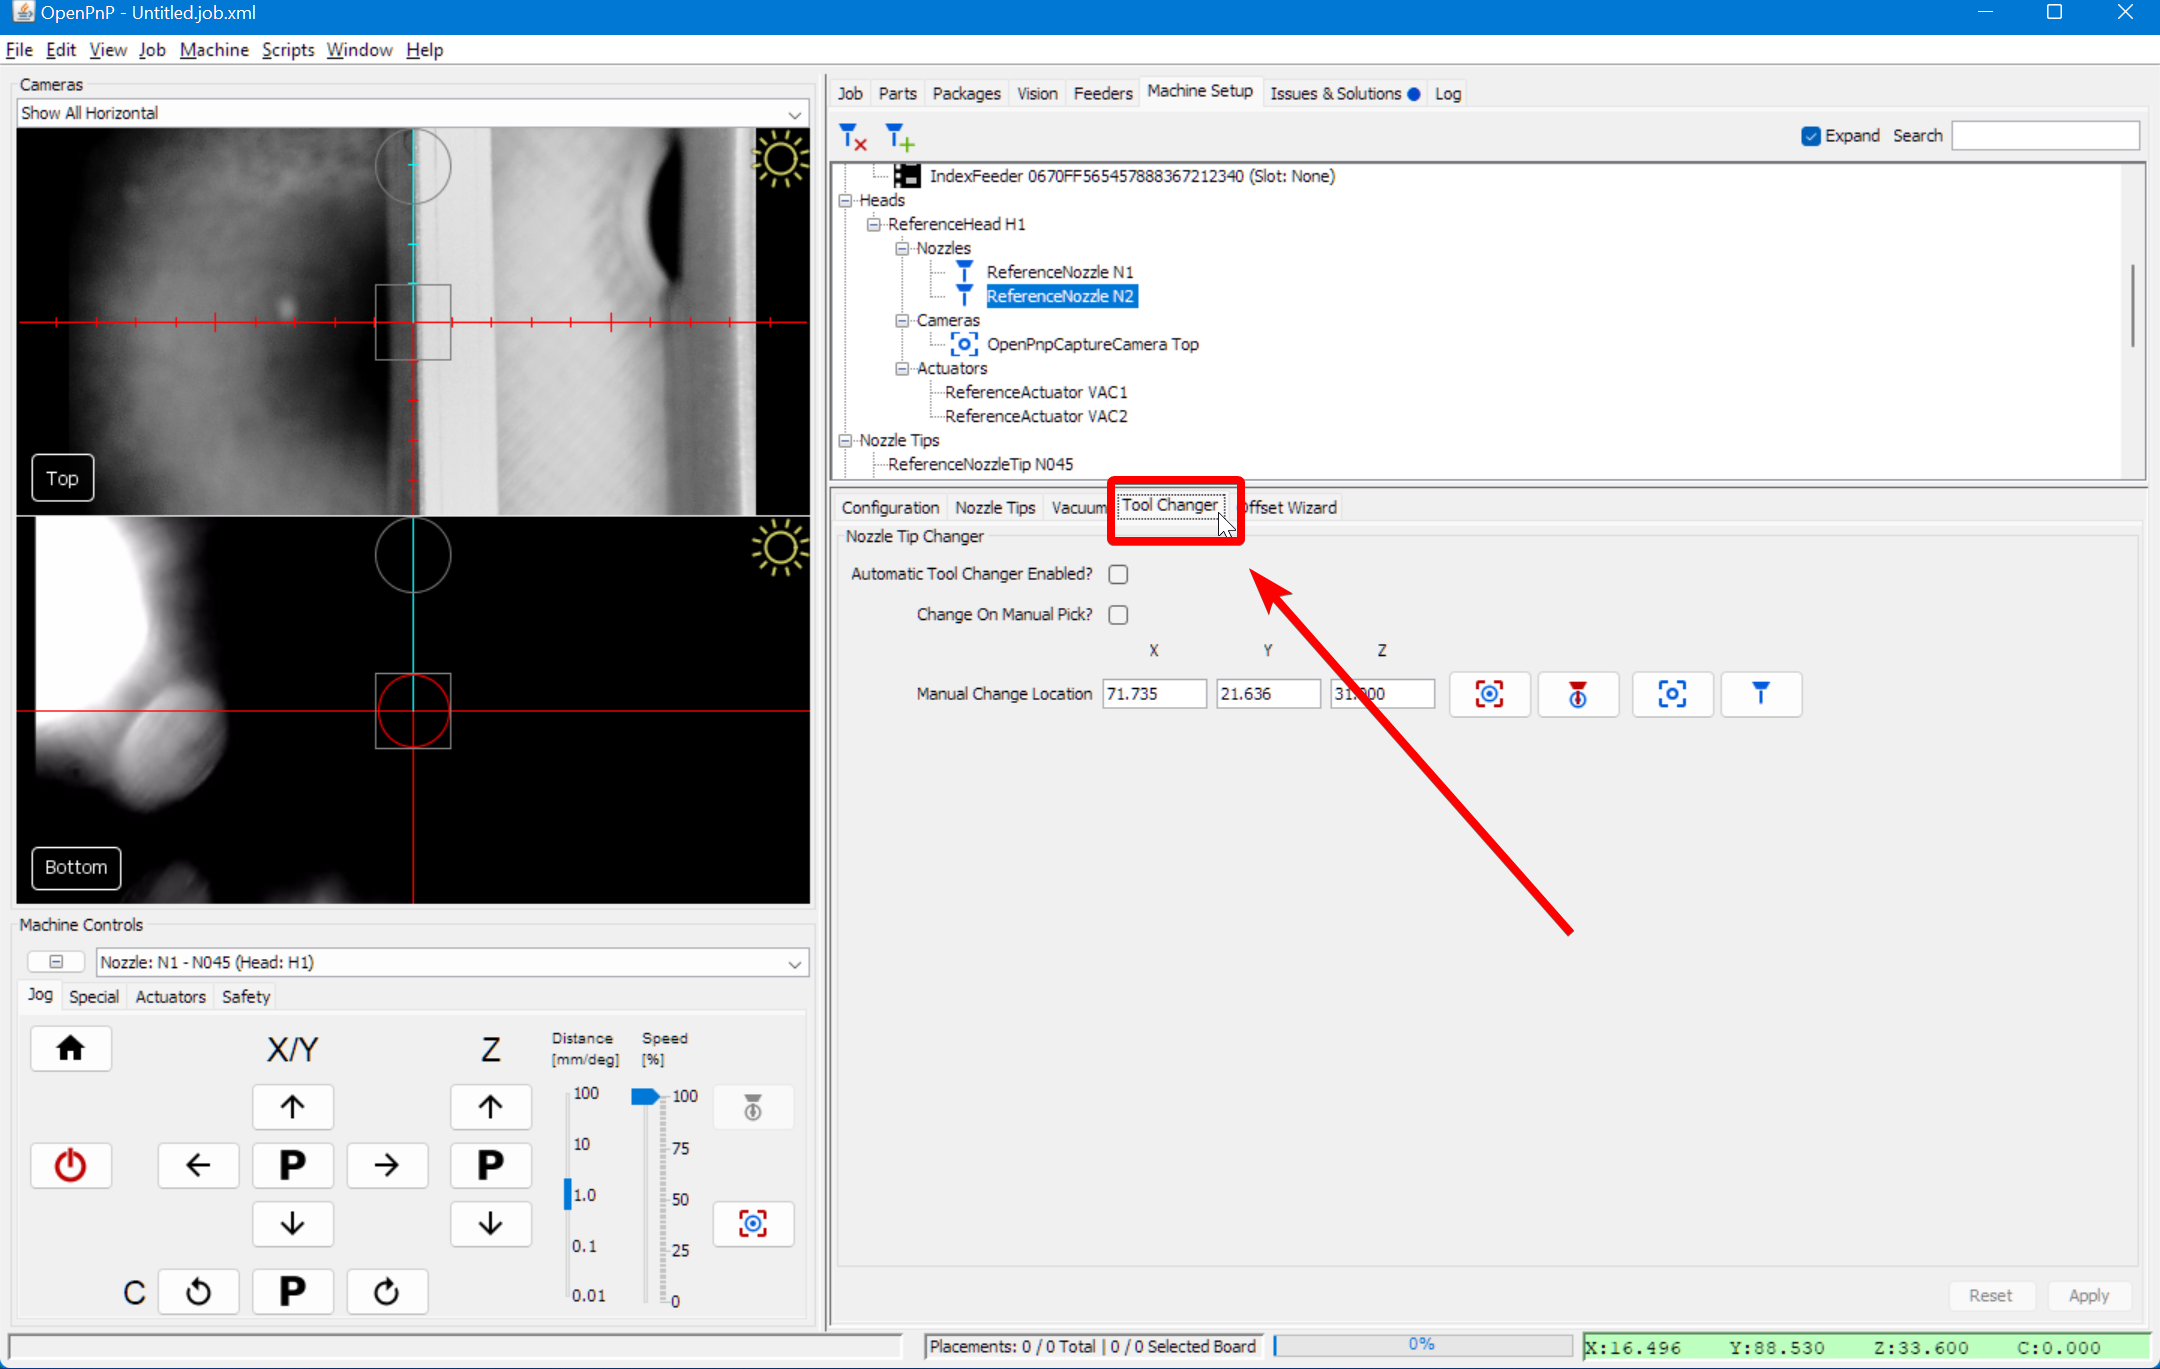 OpenPnP - Untitled.job.xml
File Edit View Job Machine Scripts Window Help
Cameras
Show All Horizontal
Top
Bottom
Machine Controls
Nozzle: N1 - N045 (Head: H1)
Jog Special Actuators Safety
X/Y
Z
Distance [mm/deg]
Speed [%]
100
10
1.0
0.1
0.01
100
75
50
25
0
P
P
C
P
Job Parts Packages Vision Feeders Machine Setup Issues & Solutions Log
Expand Search
IndexFeeder 0670FF565457888367212340 (Slot: None)
Heads
ReferenceHead H1
Nozzles
ReferenceNozzle N1
ReferenceNozzle N2
Cameras
OpenPnpCaptureCamera Top
Actuators
ReferenceActuator VAC1
ReferenceActuator VAC2
Nozzle Tips
ReferenceNozzleTip N045
Configuration Nozzle Tips Vacuum Tool Changer Offset Wizard
Nozzle Tip Changer
Automatic Tool Changer Enabled?
Change On Manual Pick?
X Y Z
Manual Change Location 71.735 21.636 31.000
Reset Apply
Placements: 0 / 0 Total | 0 / 0 Selected Board 0% X:16.496 Y:88.530 Z:33.600 C:0.000